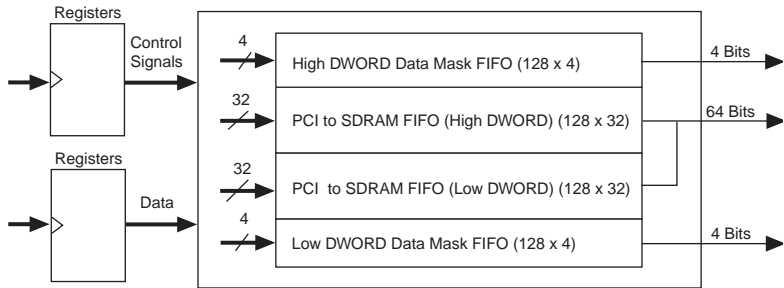 Registers
Control
Signals
4
High DWORD Data Mask FIFO (128 x 4)
4 Bits
32
PCI to SDRAM FIFO (High DWORD) (128 x 32)
64 Bits
Registers
Data
32
PCI to SDRAM FIFO (Low DWORD) (128 x 32)
4
Low DWORD Data Mask FIFO (128 x 4)
4 Bits